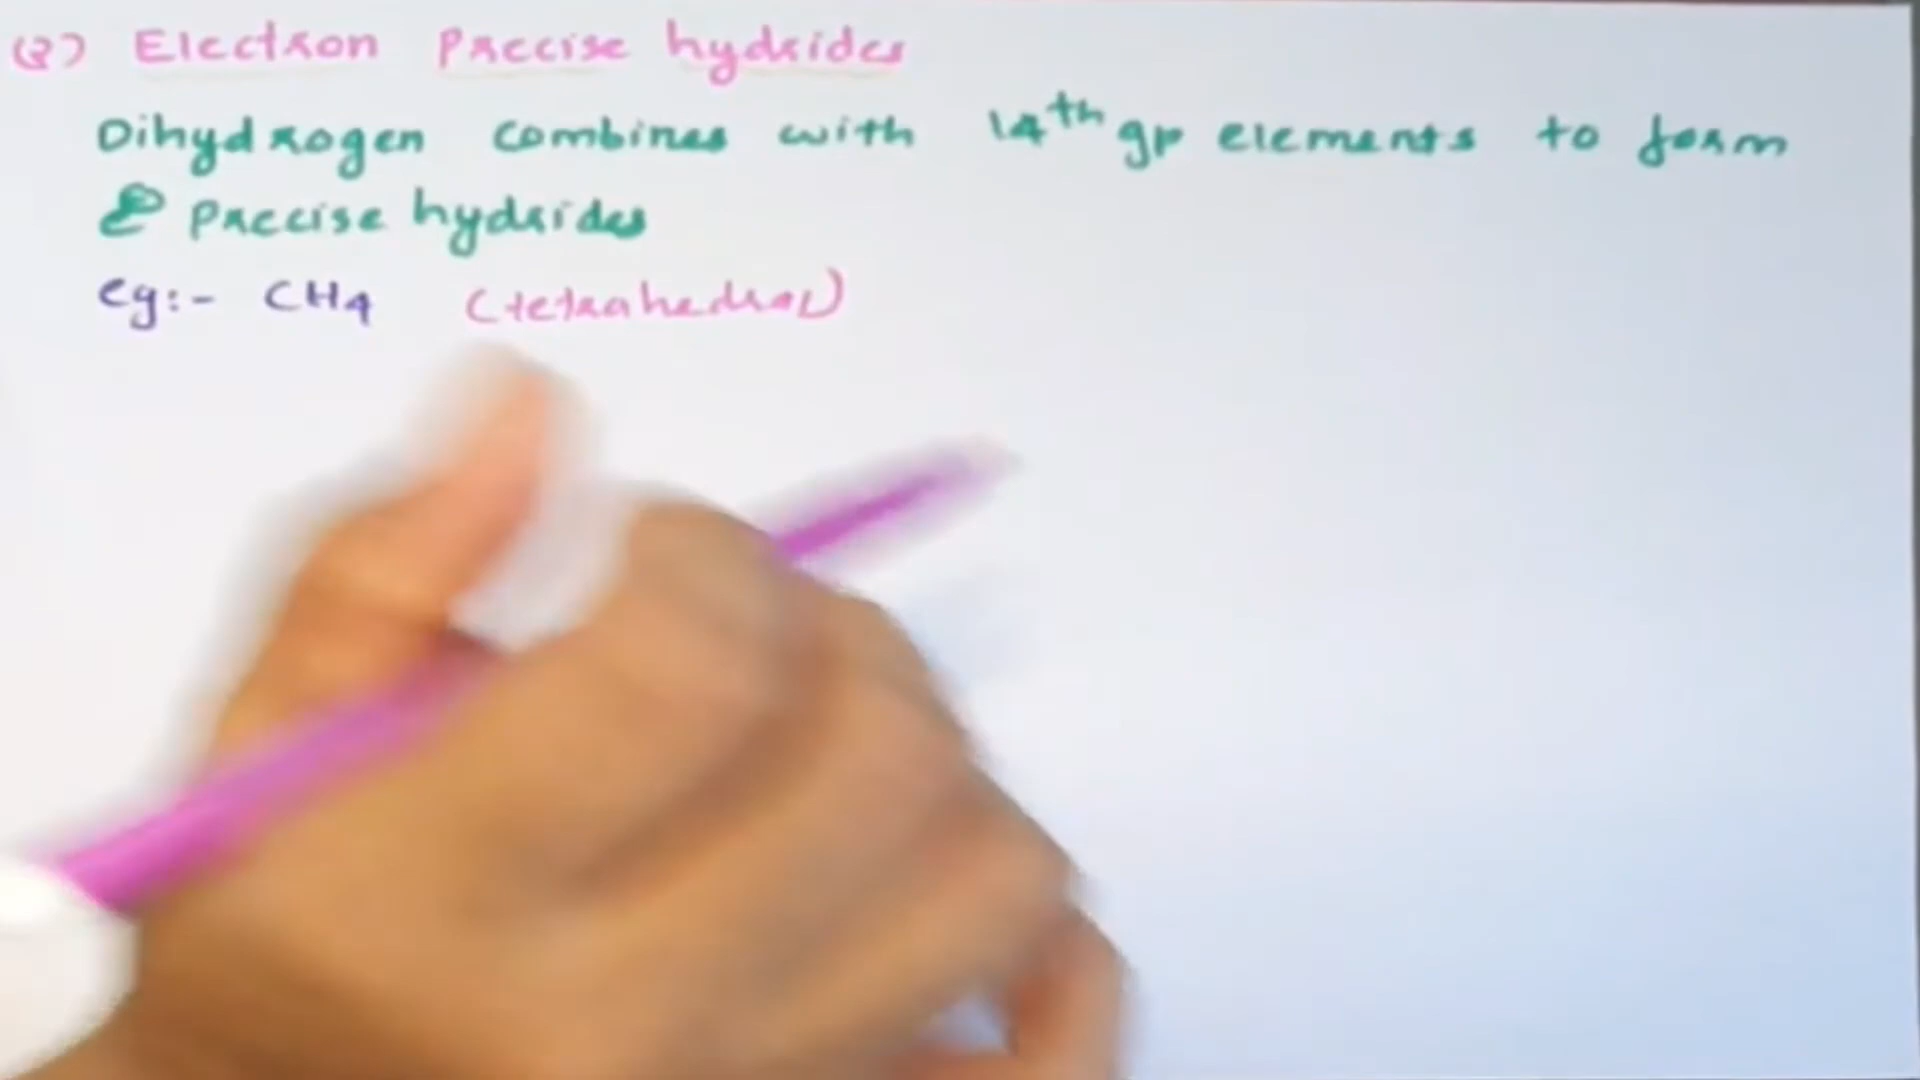 (2) Electron Precise hydrides
Dihydrogen combines with 14th gp elements to form
Precise hydrides
eg:- CH4 (tetrahedral)